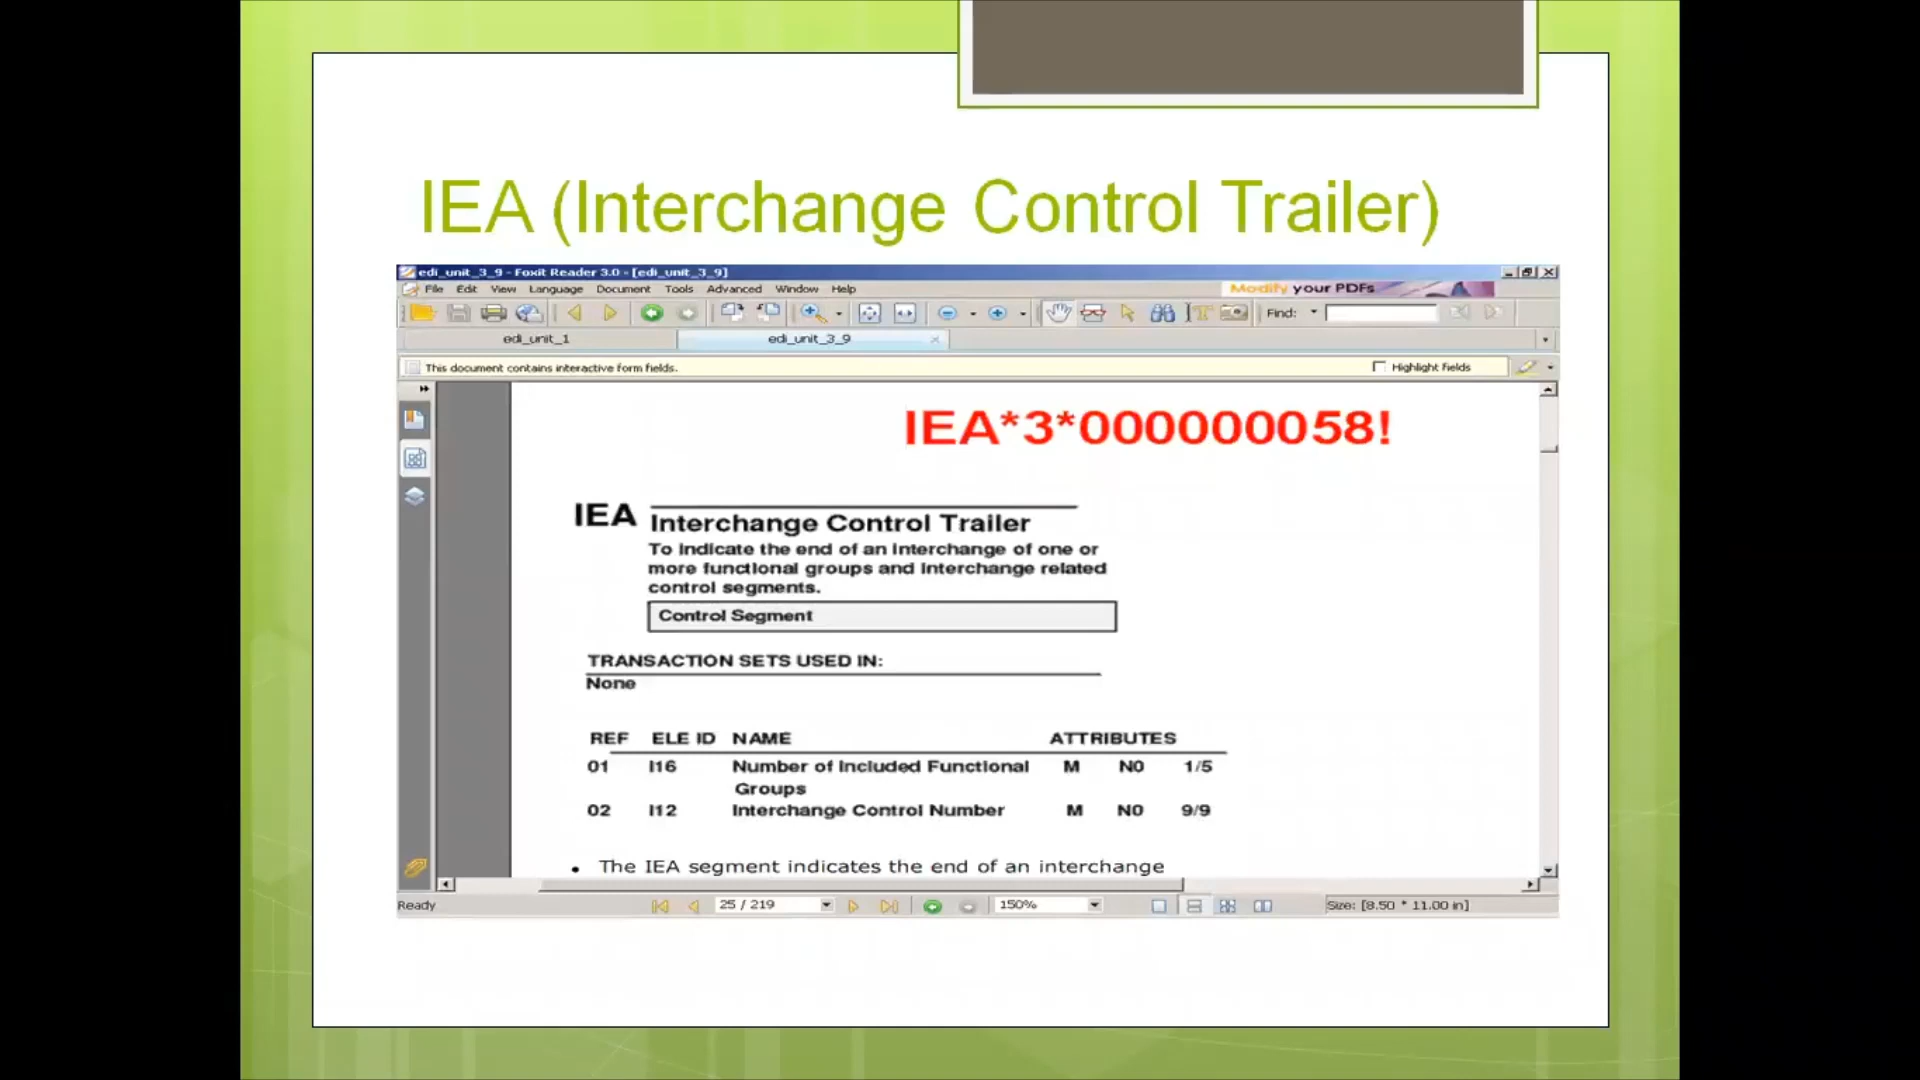 IEA (Interchange Control Trailer)
edi_unit_3_9 - Foxit Reader 3.0 - [edi_unit_3_9]
File Edit View Language Document Tools Advanced Window Help
Modify your PDFs
Find:
edi_unit_1
edi_unit_3_9
This document contains interactive form fields.
Highlight fields
IEA*3*000000058!
IEA Interchange Control Trailer
To indicate the end of an interchange of one or
more functional groups and interchange related
control segments.
Control Segment
TRANSACTION SETS USED IN:
None
REF ELE ID NAME ATTRIBUTES
01 I16 Number of Included Functional M N0 1/5
Groups
02 I12 Interchange Control Number M N0 9/9
• The IEA segment indicates the end of an interchange
Ready
25 / 219
150%
Size: [8.50 * 11.00 in]